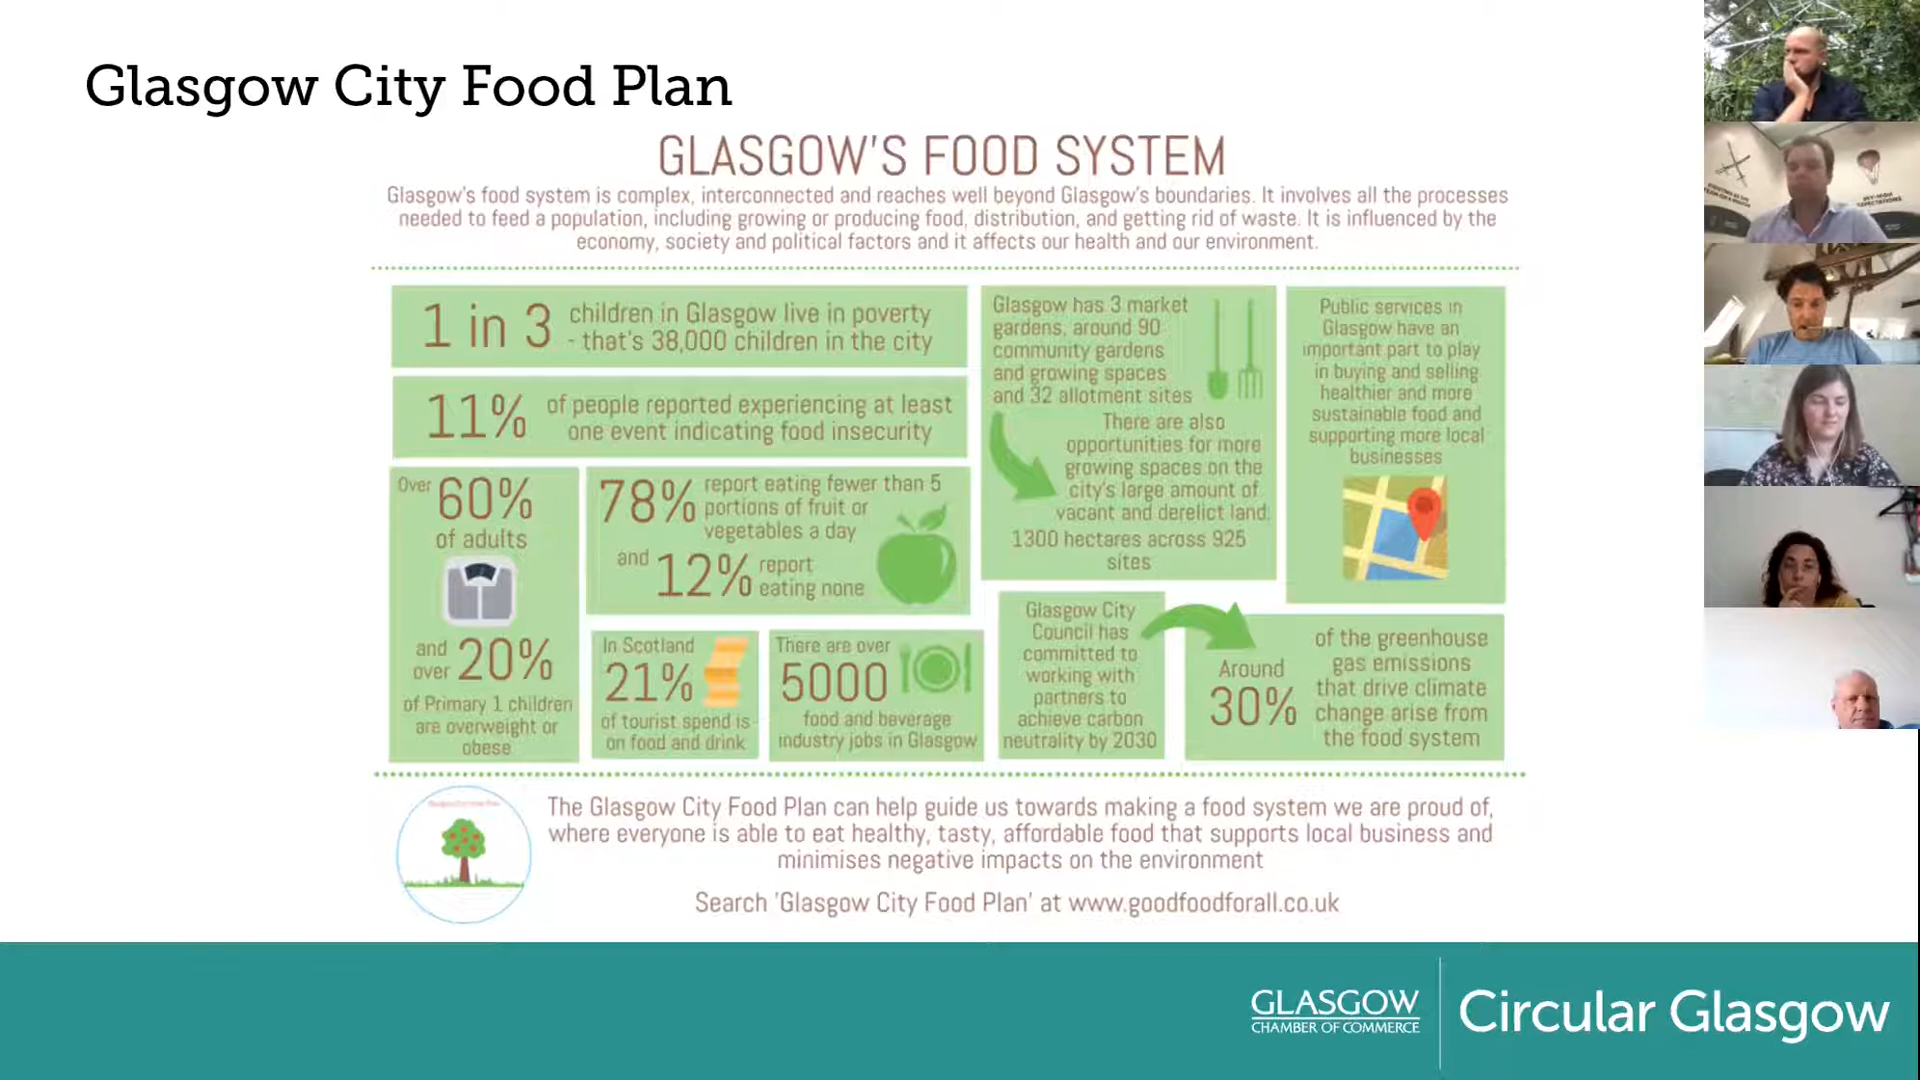 Glasgow City Food Plan
GLASGOW'S FOOD SYSTEM
Glasgow's food system is complex, interconnected and reaches well beyond Glasgow's boundaries. It involves all the processes
needed to feed a population, including growing or producing food, distribution, and getting rid of waste. It is influenced by the
economy, society and political factors and it affects our health and our environment.
1 in 3
children in Glasgow live in poverty
- that's 38,000 children in the city
11%
of people reported experiencing at least
one event indicating food insecurity
Over
60%
of adults
and
over 20%
of Primary 1 children
are overweight or
obese
78%
report eating fewer than 5
portions of fruit or
vegetables a day
and
12%
report
eating none
In Scotland
21%
of tourist spend is
on food and drink
There are over
5000
food and beverage
industry jobs in Glasgow
Glasgow has 3 market
gardens, around 90
community gardens
and growing spaces
and 32 allotment sites
There are also
opportunities for more
growing spaces on the
city's large amount of
vacant and derelict land.
1300 hectares across 925
sites
Public services in
Glasgow have an
important part to play
in buying and selling
healthier and more
sustainable food and
supporting more local
businesses
Glasgow City
Council has
committed to
working with
partners to
achieve carbon
neutrality by 2030
Around
30%
of the greenhouse
gas emissions
that drive climate
change arise from
the food system
The Glasgow City Food Plan can help guide us towards making a food system we are proud of,
where everyone is able to eat healthy, tasty, affordable food that supports local business and
minimises negative impacts on the environment
Search 'Glasgow City Food Plan' at www.goodfoodforall.co.uk
GLASGOW
CHAMBER OF COMMERCE
Circular Glasgow